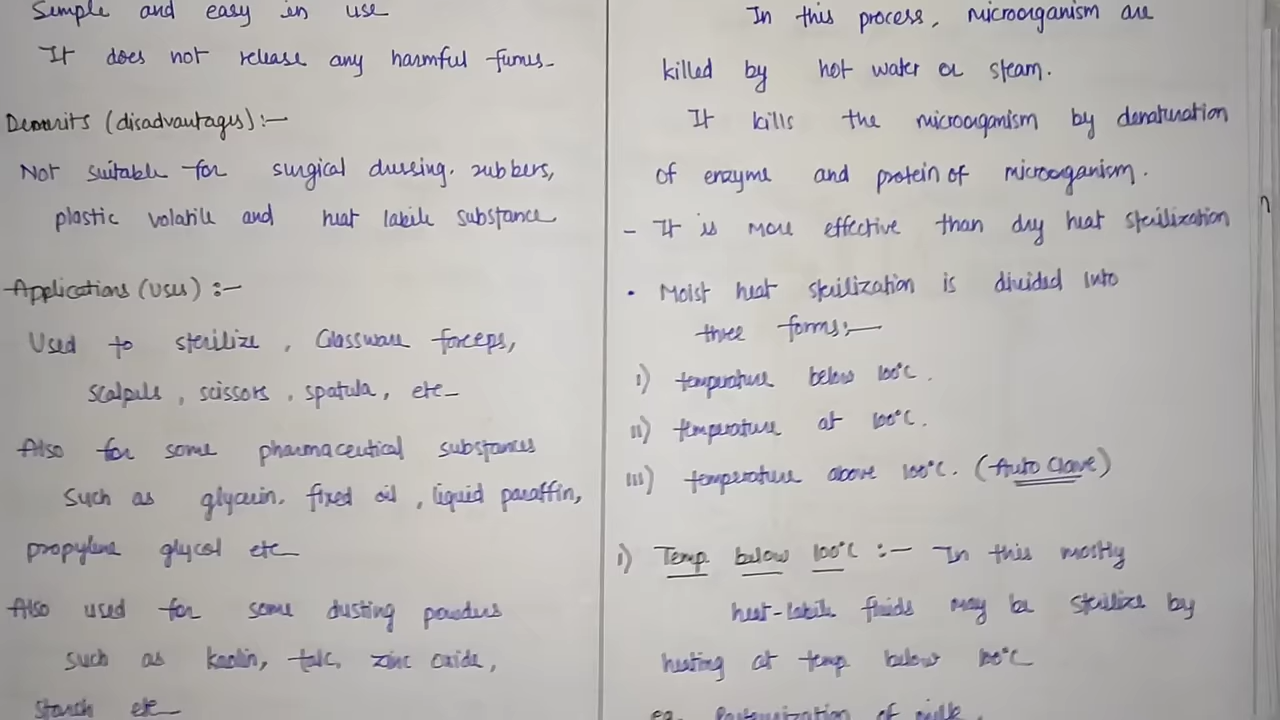 Simple and easy in use
It does not release any harmful fumes-
Demerits (disadvantages) :-
Not suitable for surgical dressing, rubbers,
plastic volatile and heat labile substance
Applications (Uses) :-
Used to sterilize, Glassware forceps,
scalpels, scissors, spatula, etc-
Also for some pharmaceutical substances
Such as glycerin, fixed oil, liquid paraffin,
propylene glycol etc-
Also used for some dusting powders
Such as kaolin, talc, zinc oxide,
Starch etc-
In this process, microorganism are
killed by hot water or steam.
It kills the microorganism by denaturation
of enzyme and protein of microorganism.
- It is more effective than dry heat sterilization
• Moist heat sterilization is divided into
three forms:-
i) temperature below 100°C.
ii) temperature at 100°C.
iii) temperature above 100°C. (Auto Clave)
i) Temp. below 100°C :- In this mostly
heat-labile fluids may be sterilize by
heating at temp below 100°C
eg. Pasteurization of milk.
n